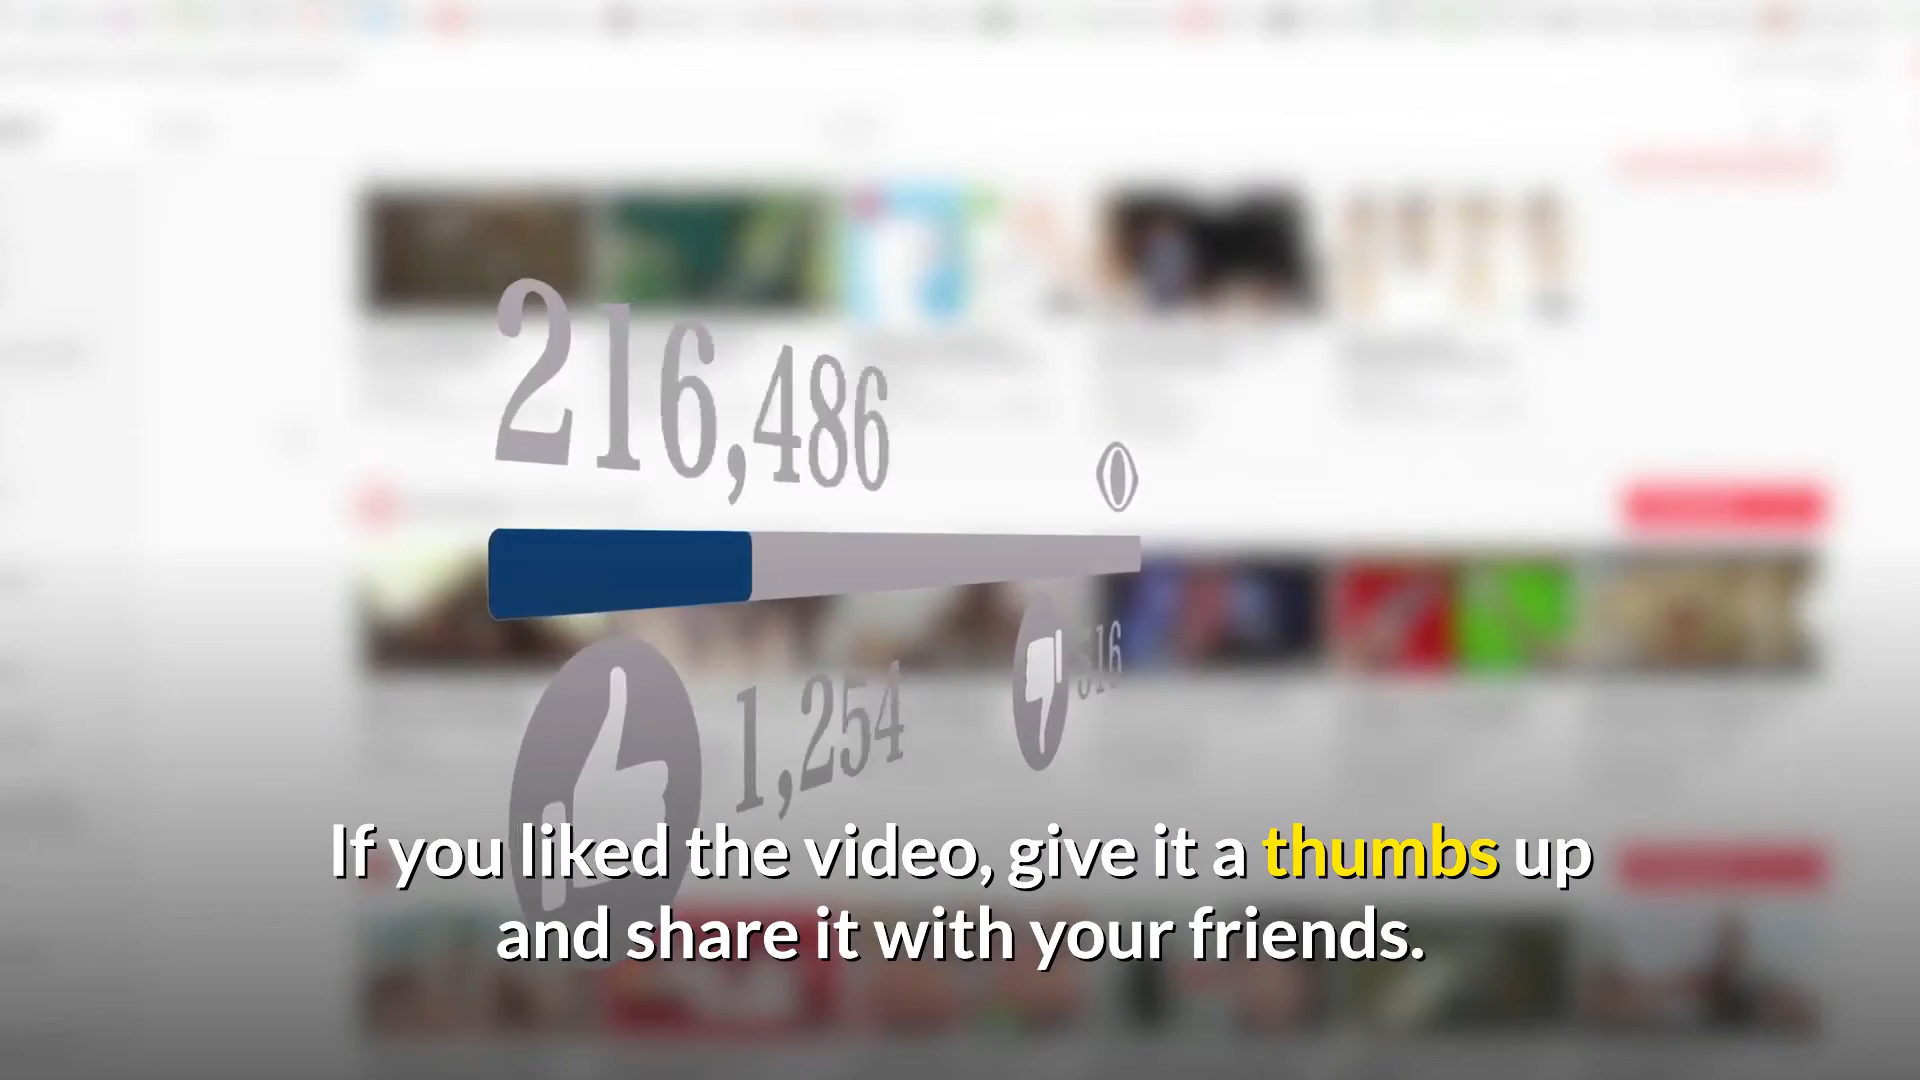 216,486
1,254
316
If you liked the video, give it a thumbs up
and share it with your friends.